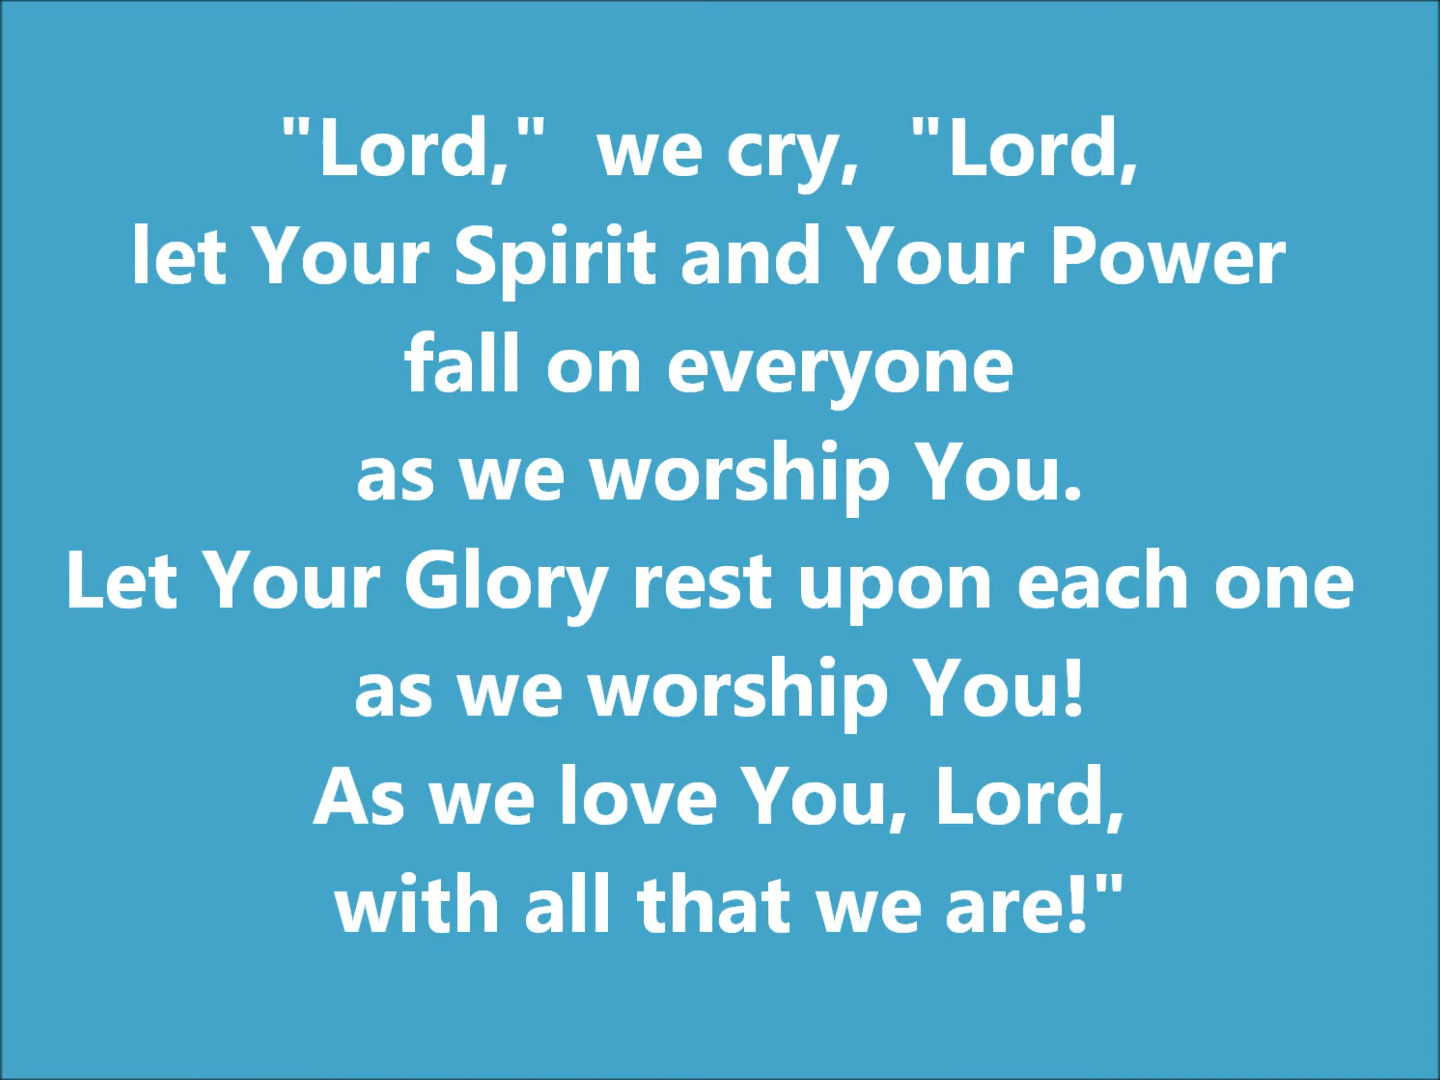 "Lord,"  we cry,  "Lord,
let Your Spirit and Your Power
fall on everyone
as we worship You.
Let Your Glory rest upon each one
as we worship You!
As we love You, Lord,
with all that we are!"